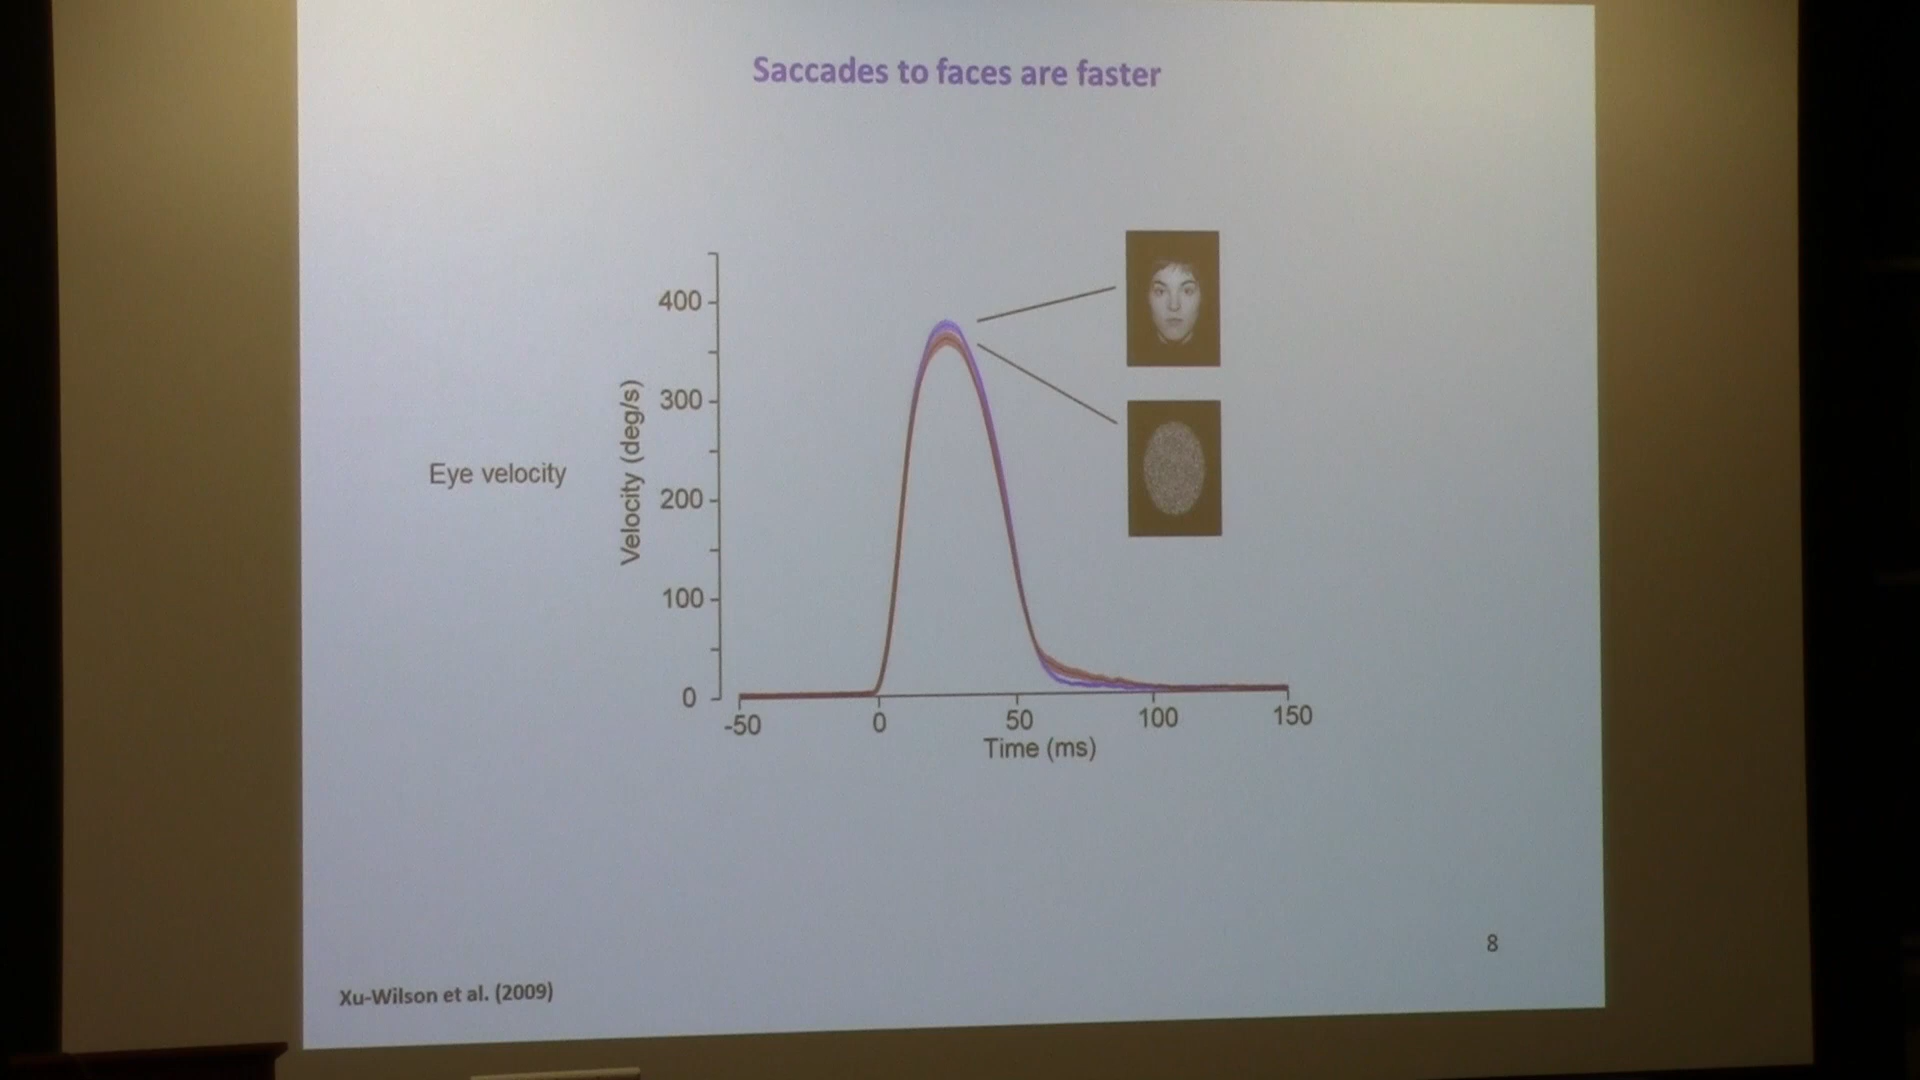 Saccades to faces are faster
Eye velocity
Velocity (deg/s)
400
300
200
100
0
-50
0
50
100
150
Time (ms)
8
Xu-Wilson et al. (2009)